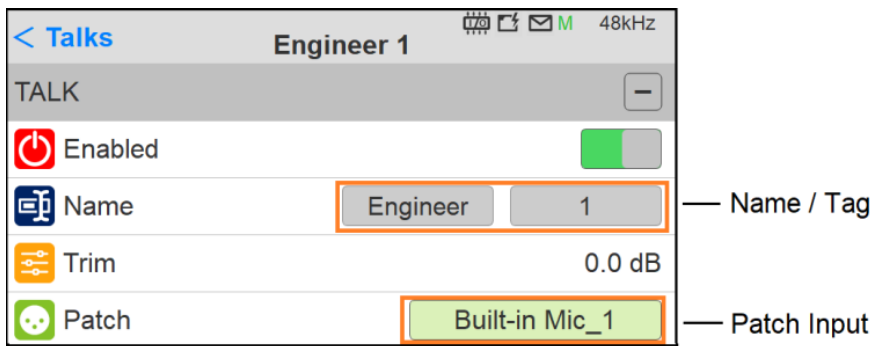 < Talks
Engineer 1
I/O M 48kHz
TALK
Enabled
Name Engineer 1 Name / Tag
Trim 0.0 dB
Patch Built-in Mic_1 Patch Input